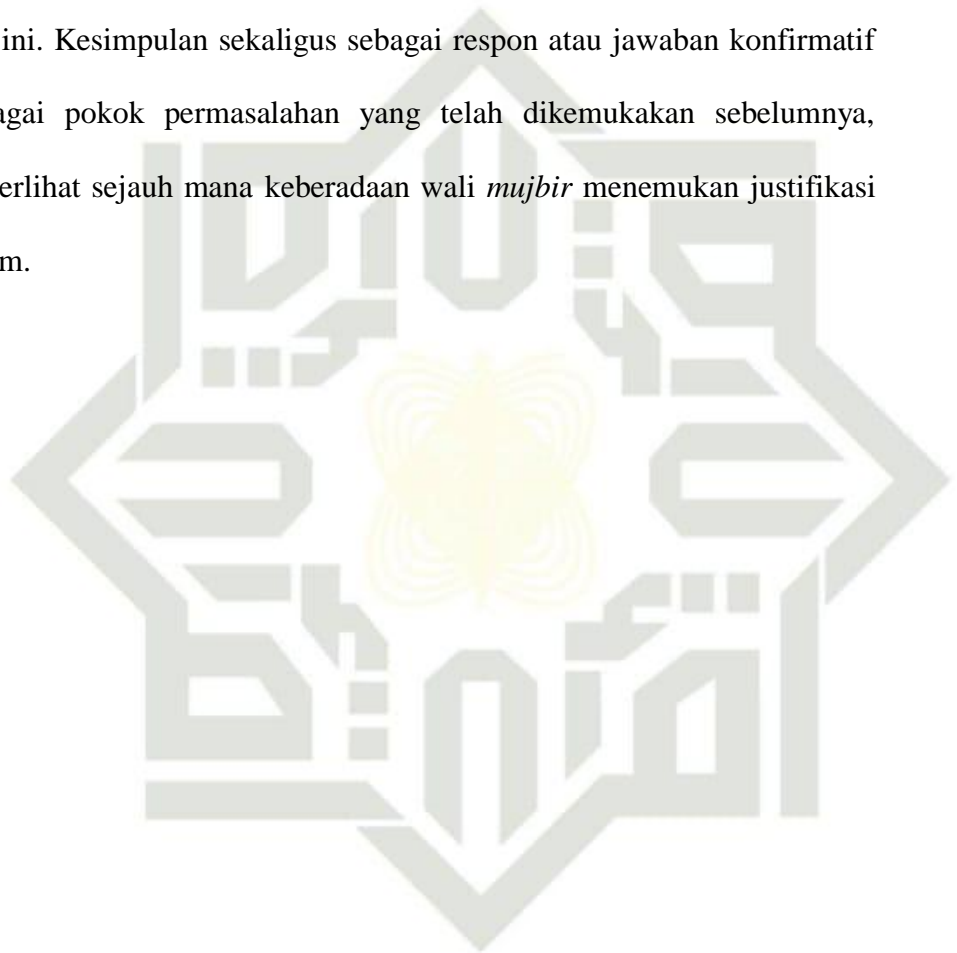 ini. Kesimpulan sekaligus sebagai respon atau jawaban konfirmatif
agai pokok permasalahan yang telah dikemukakan sebelumnya,
erlihat sejauh mana keberadaan wali mujbir menemukan justifikasi
m.